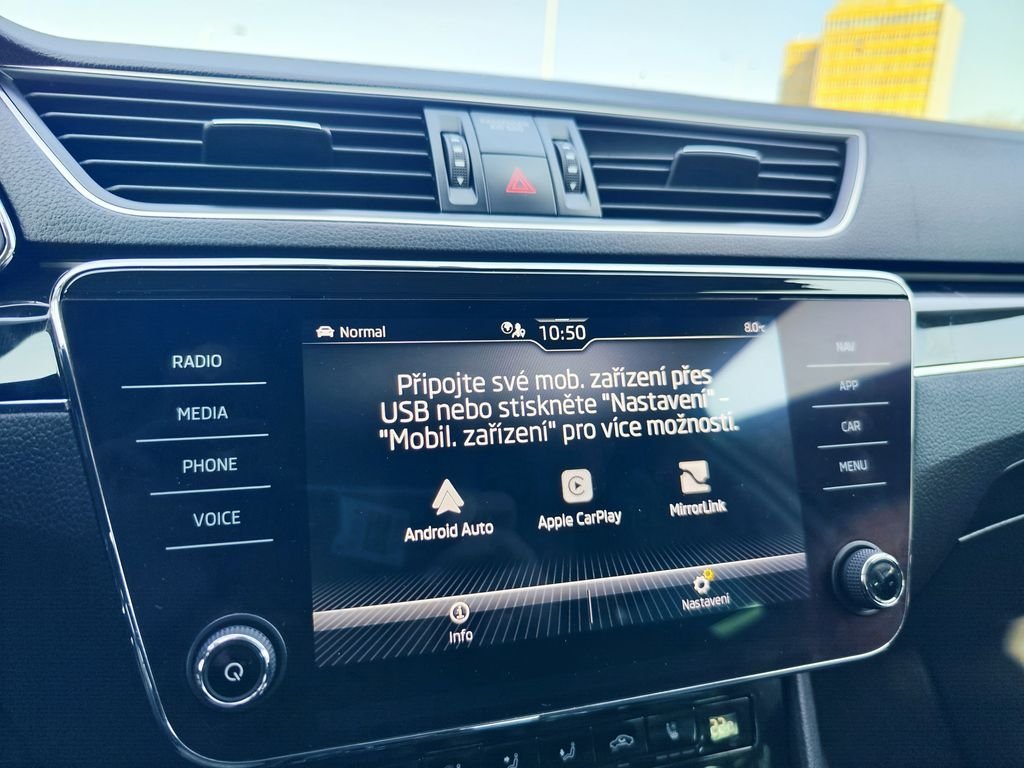 Normal
10:50
8.0°C
RADIO
MEDIA
PHONE
VOICE
Připojte své mob. zařízení přes
USB nebo stiskněte "Nastavení" –
"Mobil. zařízení" pro více možností.
Android Auto
Apple CarPlay
MirrorLink
Info
Nastavení
NAV
APP
CAR
MENU